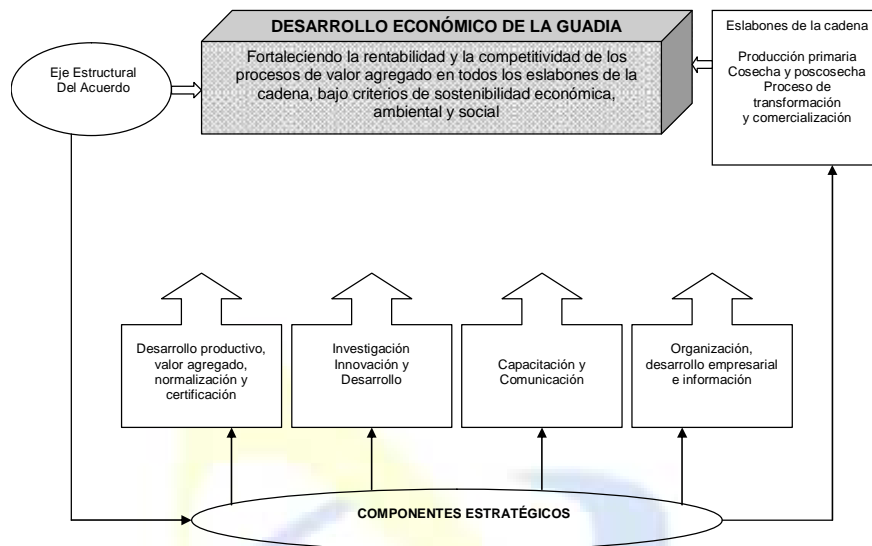 DESARROLLO ECONÓMICO DE LA GUADIA
Fortaleciendo la rentabilidad y la competitividad de los
procesos de valor agregado en todos los eslabones de la
cadena, bajo criterios de sostenibilidad económica,
ambiental y social
Eje Estructural
Del Acuerdo
Eslabones de la cadena
Producción primaria
Cosecha y poscosecha
Proceso de
transformación
y comercialización
Desarrollo productivo,
valor agregado,
normalización y
certificación
Investigación
Innovación y
Desarrollo
Capacitación y
Comunicación
Organización,
desarrollo empresarial
e información
COMPONENTES ESTRATÉGICOS